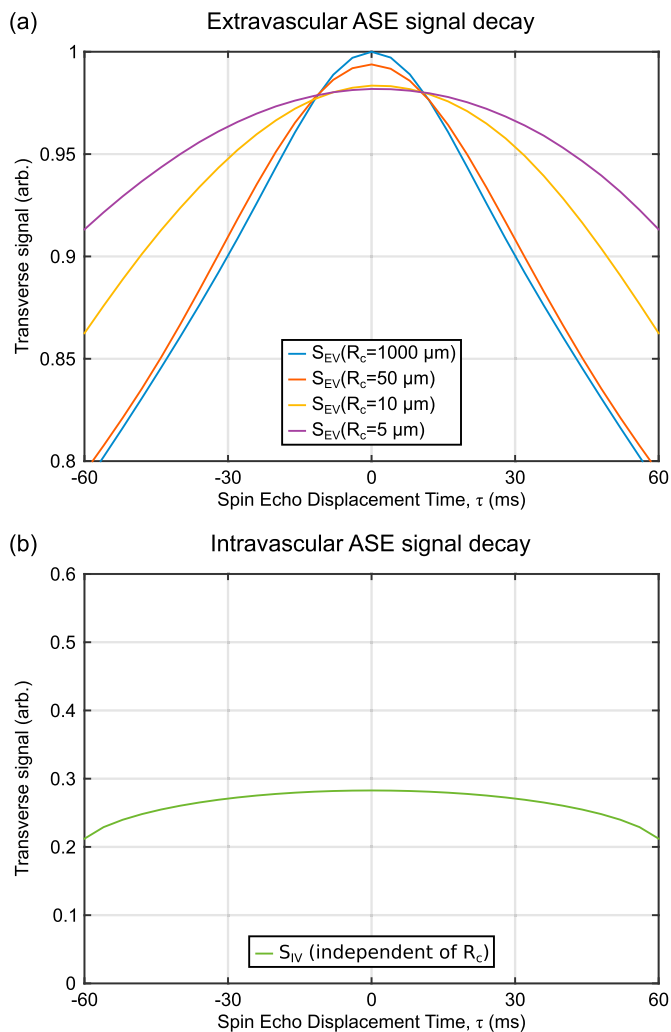 (a) Extravascular ASE signal decay
1
0.95
0.9
0.85
0.8
Transverse signal (arb.)
S_EV(R_c=1000 μm)
S_EV(R_c=50 μm)
S_EV(R_c=10 μm)
S_EV(R_c=5 μm)
-60 -30 0 30 60
Spin Echo Displacement Time, τ (ms)
(b) Intravascular ASE signal decay
0.6
0.5
0.4
0.3
0.2
0.1
0
Transverse signal (arb.)
S_IV (independent of R_c)
-60 -30 0 30 60
Spin Echo Displacement Time, τ (ms)